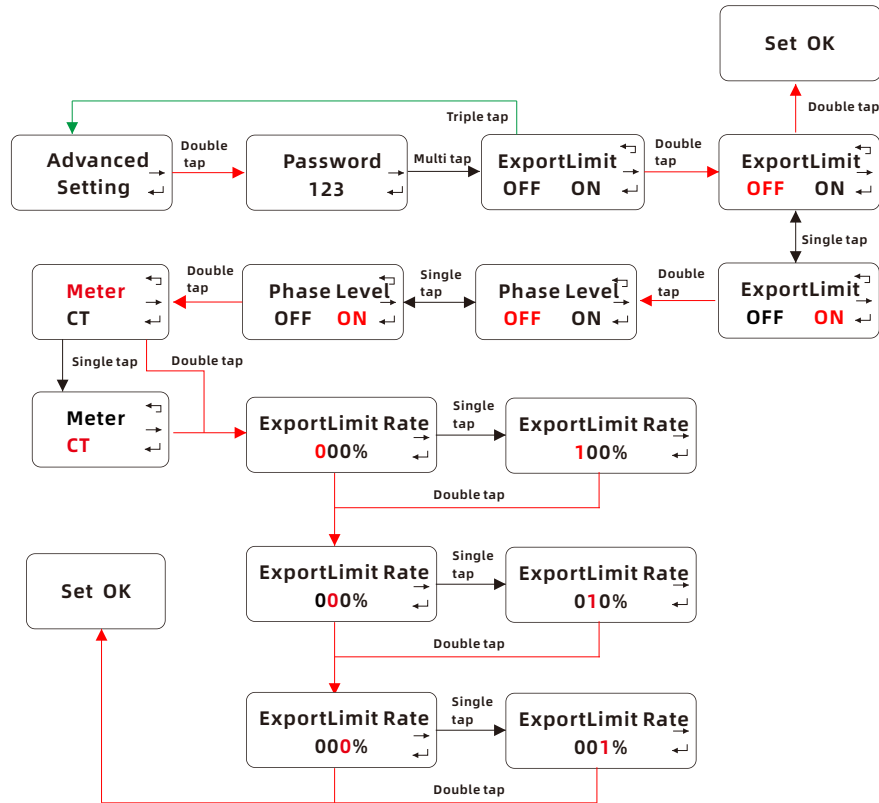 Set OK
Double tap
Triple tap
Advanced
Setting
Double
tap
Password
123
Multi tap
ExportLimit
OFF ON
Double
tap
ExportLimit
OFF ON
Single tap
Meter
CT
Double
tap
Phase Level
OFF ON
Single
tap
Phase Level
OFF ON
Double
tap
ExportLimit
OFF ON
Single tap
Double tap
Meter
CT
ExportLimit Rate
000%
Single
tap
ExportLimit Rate
100%
Double tap
Set OK
ExportLimit Rate
000%
Single
tap
ExportLimit Rate
010%
Double tap
ExportLimit Rate
000%
Single
tap
ExportLimit Rate
001%
Double tap